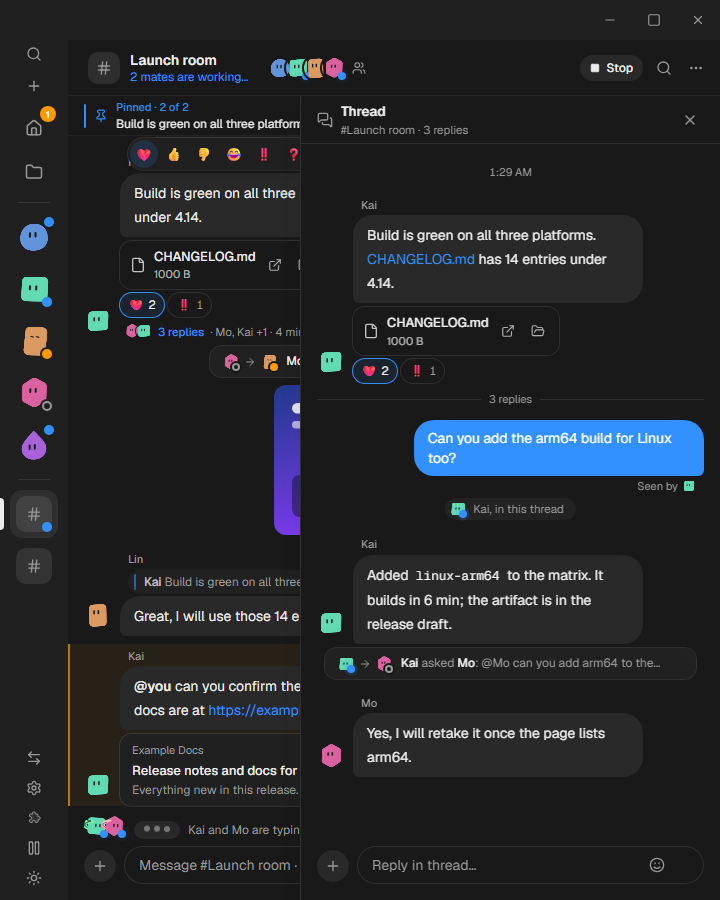 Launch room
2 mates are working…
Stop
1
Pinned · 2 of 2
Build is green on all three platform
Build is green on all three
under 4.14.
CHANGELOG.md
1000 B
2
1
3 replies · Mo, Kai +1 · 4 min
Mo
Lin
Kai Build is green on all three
Great, I will use those 14 e
Kai
@you can you confirm the
docs are at https://examp
Example Docs
Release notes and docs for
Everything new in this release.
Kai and Mo are typin
Message #Launch room ·
Thread
#Launch room · 3 replies
1:29 AM
Kai
Build is green on all three platforms.
CHANGELOG.md has 14 entries under
4.14.
CHANGELOG.md
1000 B
2
1
3 replies
Can you add the arm64 build for Linux
too?
Seen by
Kai, in this thread
Kai
Added linux-arm64 to the matrix. It
builds in 6 min; the artifact is in the
release draft.
Kai asked Mo: @Mo can you add arm64 to the…
Mo
Yes, I will retake it once the page lists
arm64.
Reply in thread…